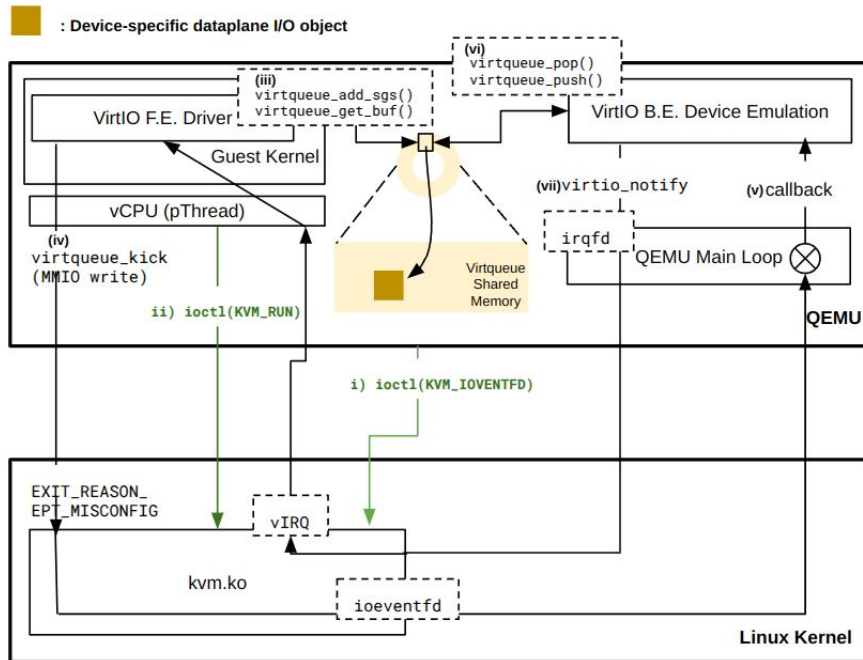 : Device-specific dataplane I/O object
(vi)
virtqueue_pop()
virtqueue_push()
(iii)
virtqueue_add_sgs()
virtqueue_get_buf()
VirtIO F.E. Driver
VirtIO B.E. Device Emulation
Guest Kernel
(vii) virtio_notify
(v) callback
vCPU (pThread)
(iv)
virtqueue_kick
(MMIO write)
irqfd
QEMU Main Loop
Virtqueue
Shared
Memory
ii) ioctl(KVM_RUN)
QEMU
i) ioctl(KVM_IOVENTFD)
EXIT_REASON_
EPT_MISCONFIG
vIRQ
kvm.ko
ioeventfd
Linux Kernel